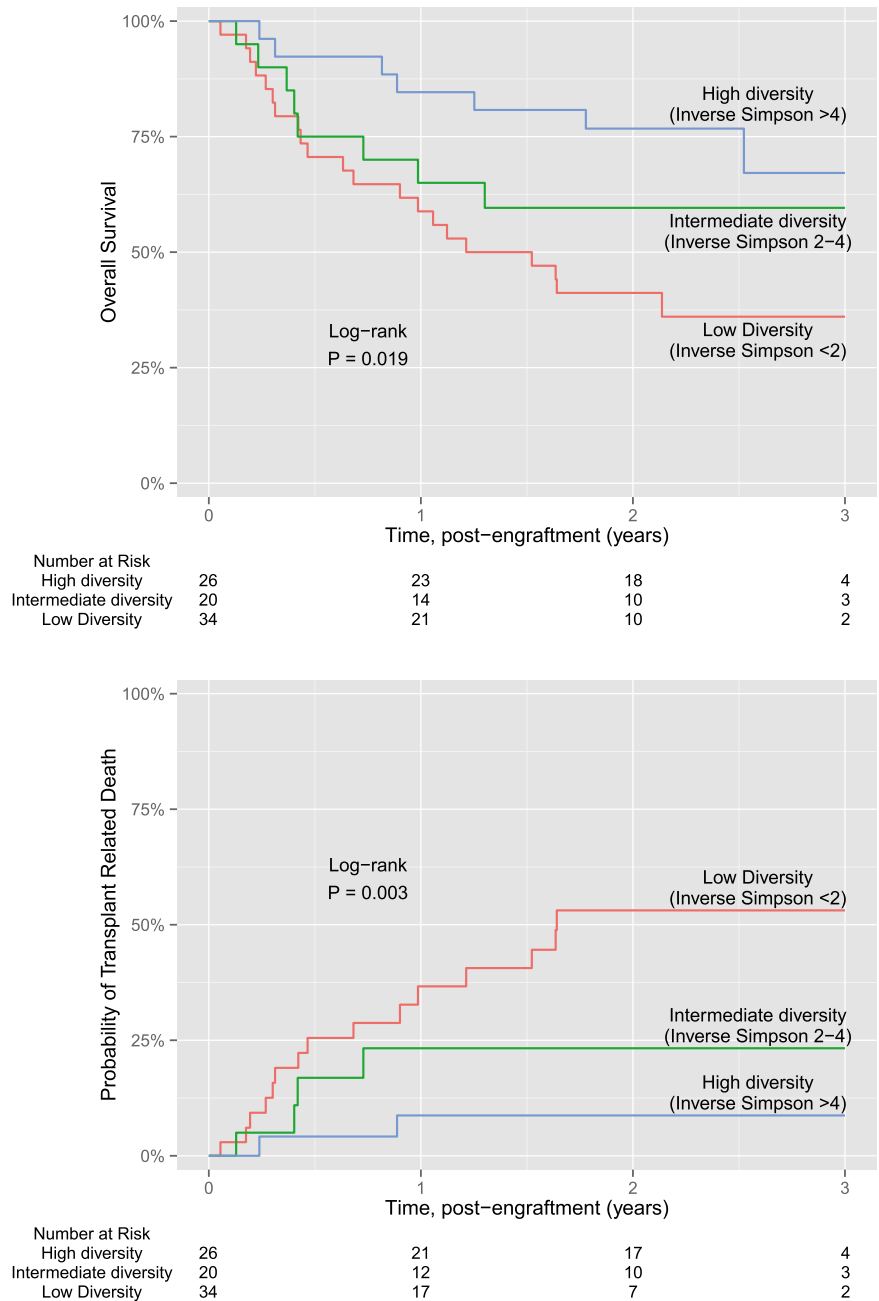 100%
75%
50%
25%
0%
Overall Survival
High diversity
(Inverse Simpson >4)
Intermediate diversity
(Inverse Simpson 2−4)
Low Diversity
(Inverse Simpson <2)
Log−rank
P = 0.019
0 1 2 3
Time, post−engraftment (years)
Number at Risk
High diversity 26 23 18 4
Intermediate diversity 20 14 10 3
Low Diversity 34 21 10 2
100%
75%
50%
25%
0%
Probability of Transplant Related Death
Log−rank
P = 0.003
Low Diversity
(Inverse Simpson <2)
Intermediate diversity
(Inverse Simpson 2−4)
High diversity
(Inverse Simpson >4)
0 1 2 3
Time, post−engraftment (years)
Number at Risk
High diversity 26 21 17 4
Intermediate diversity 20 12 10 3
Low Diversity 34 17 7 2